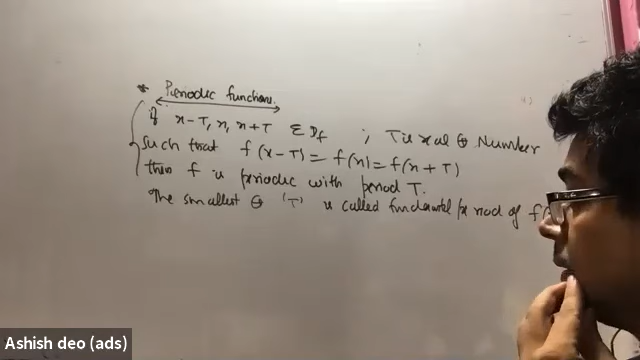 * Periodic functions.
If x-T, x, x+T ∈ Df ; T is real ⊕ Number
Such that f(x-T) = f(x) = f(x+T)
then f is periodic with period T.
The smallest ⊕ 'T' is called fundamental period of f(
Ashish deo (ads)